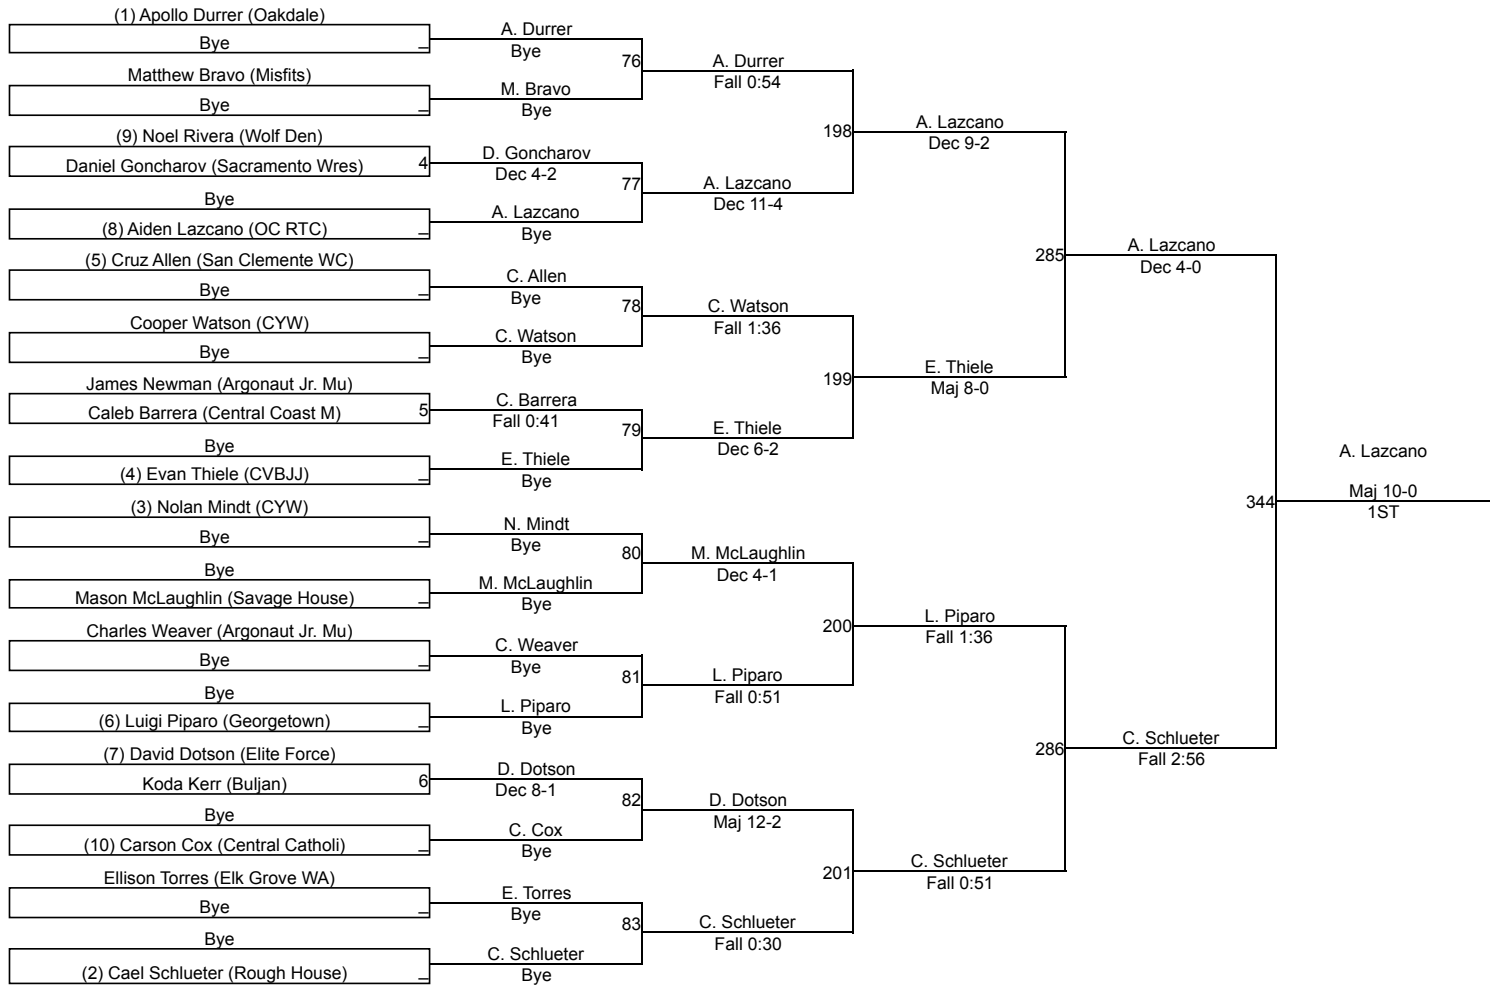 (1) Apollo Durrer (Oakdale)
Bye _
Matthew Bravo (Misfits)
Bye _
(9) Noel Rivera (Wolf Den)
Daniel Goncharov (Sacramento Wres) 4
Bye
(8) Aiden Lazcano (OC RTC) _
(5) Cruz Allen (San Clemente WC)
Bye _
Cooper Watson (CYW)
Bye _
James Newman (Argonaut Jr. Mu)
Caleb Barrera (Central Coast M) 5
Bye
(4) Evan Thiele (CVBJJ) _
(3) Nolan Mindt (CYW)
Bye _
Bye
Mason McLaughlin (Savage House) _
Charles Weaver (Argonaut Jr. Mu)
Bye _
Bye
(6) Luigi Piparo (Georgetown) _
(7) David Dotson (Elite Force)
Koda Kerr (Buljan) 6
Bye
(10) Carson Cox (Central Catholi) _
Ellison Torres (Elk Grove WA)
Bye _
Bye
(2) Cael Schlueter (Rough House) _
A. Durrer
Bye
76
M. Bravo
Bye
D. Goncharov
Dec 4-2
77
A. Lazcano
Bye
C. Allen
Bye
78
C. Watson
Bye
C. Barrera
Fall 0:41
79
E. Thiele
Bye
N. Mindt
Bye
80
M. McLaughlin
Bye
C. Weaver
Bye
81
L. Piparo
Bye
D. Dotson
Dec 8-1
82
C. Cox
Bye
E. Torres
Bye
83
C. Schlueter
Bye
A. Durrer
Fall 0:54
198
A. Lazcano
Dec 11-4
C. Watson
Fall 1:36
199
E. Thiele
Dec 6-2
M. McLaughlin
Dec 4-1
200
L. Piparo
Fall 0:51
D. Dotson
Maj 12-2
201
C. Schlueter
Fall 0:30
A. Lazcano
Dec 9-2
285
E. Thiele
Maj 8-0
L. Piparo
Fall 1:36
286
C. Schlueter
Fall 0:51
A. Lazcano
Dec 4-0
344
C. Schlueter
Fall 2:56
A. Lazcano
Maj 10-0
1ST